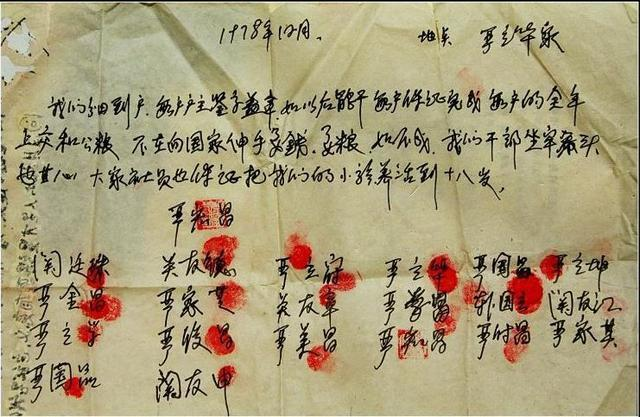 1978年12月. 地点 严立华家
我们分田到户,每户户主签字盖章,如以后能干,每户保证完成每户的全年
上交和公粮 不在向国家伸手要钱,要粮,如不成,我们干部坐牢杀头
也甘心,大家社员也保证把我们的小孩养活到十八岁,
严宏昌
关廷珠 关友德 严立富 严立华 严国昌 严立坤
严金昌 严家芝 关友章 严学昌 韩国云 关友江
严立学 严俊昌 严美昌 严宏昌 严付昌 严家其
严国品 关友申